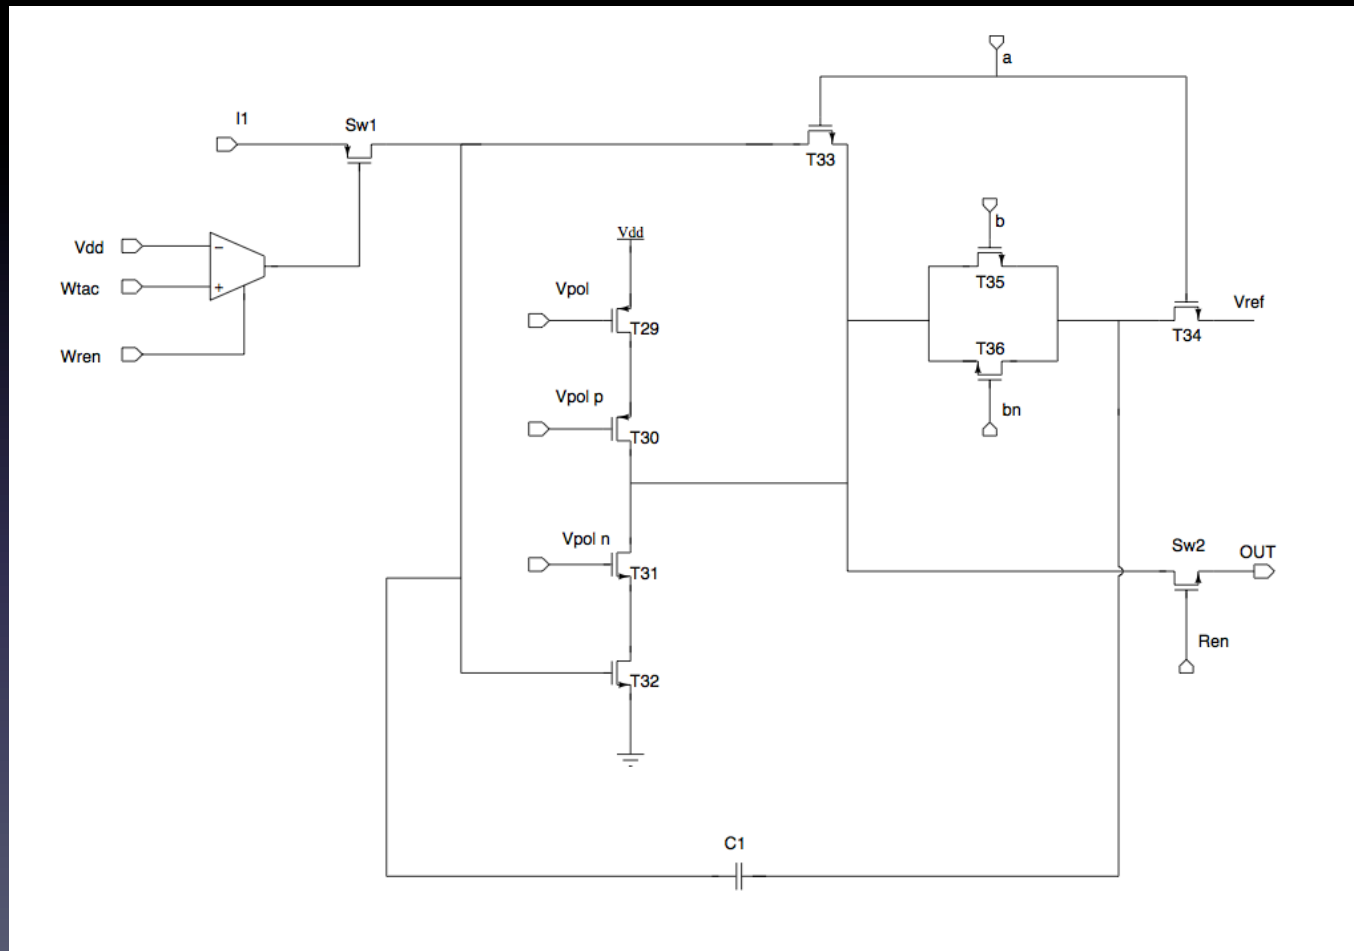 a
I1
Sw1
T33
b
Vdd
Vdd
-
T35
Wtac
+
Vpol
Vref
T29
T34
Wren
T36
Vpol p
bn
T30
Vpol n
Sw2
OUT
T31
Ren
T32
C1